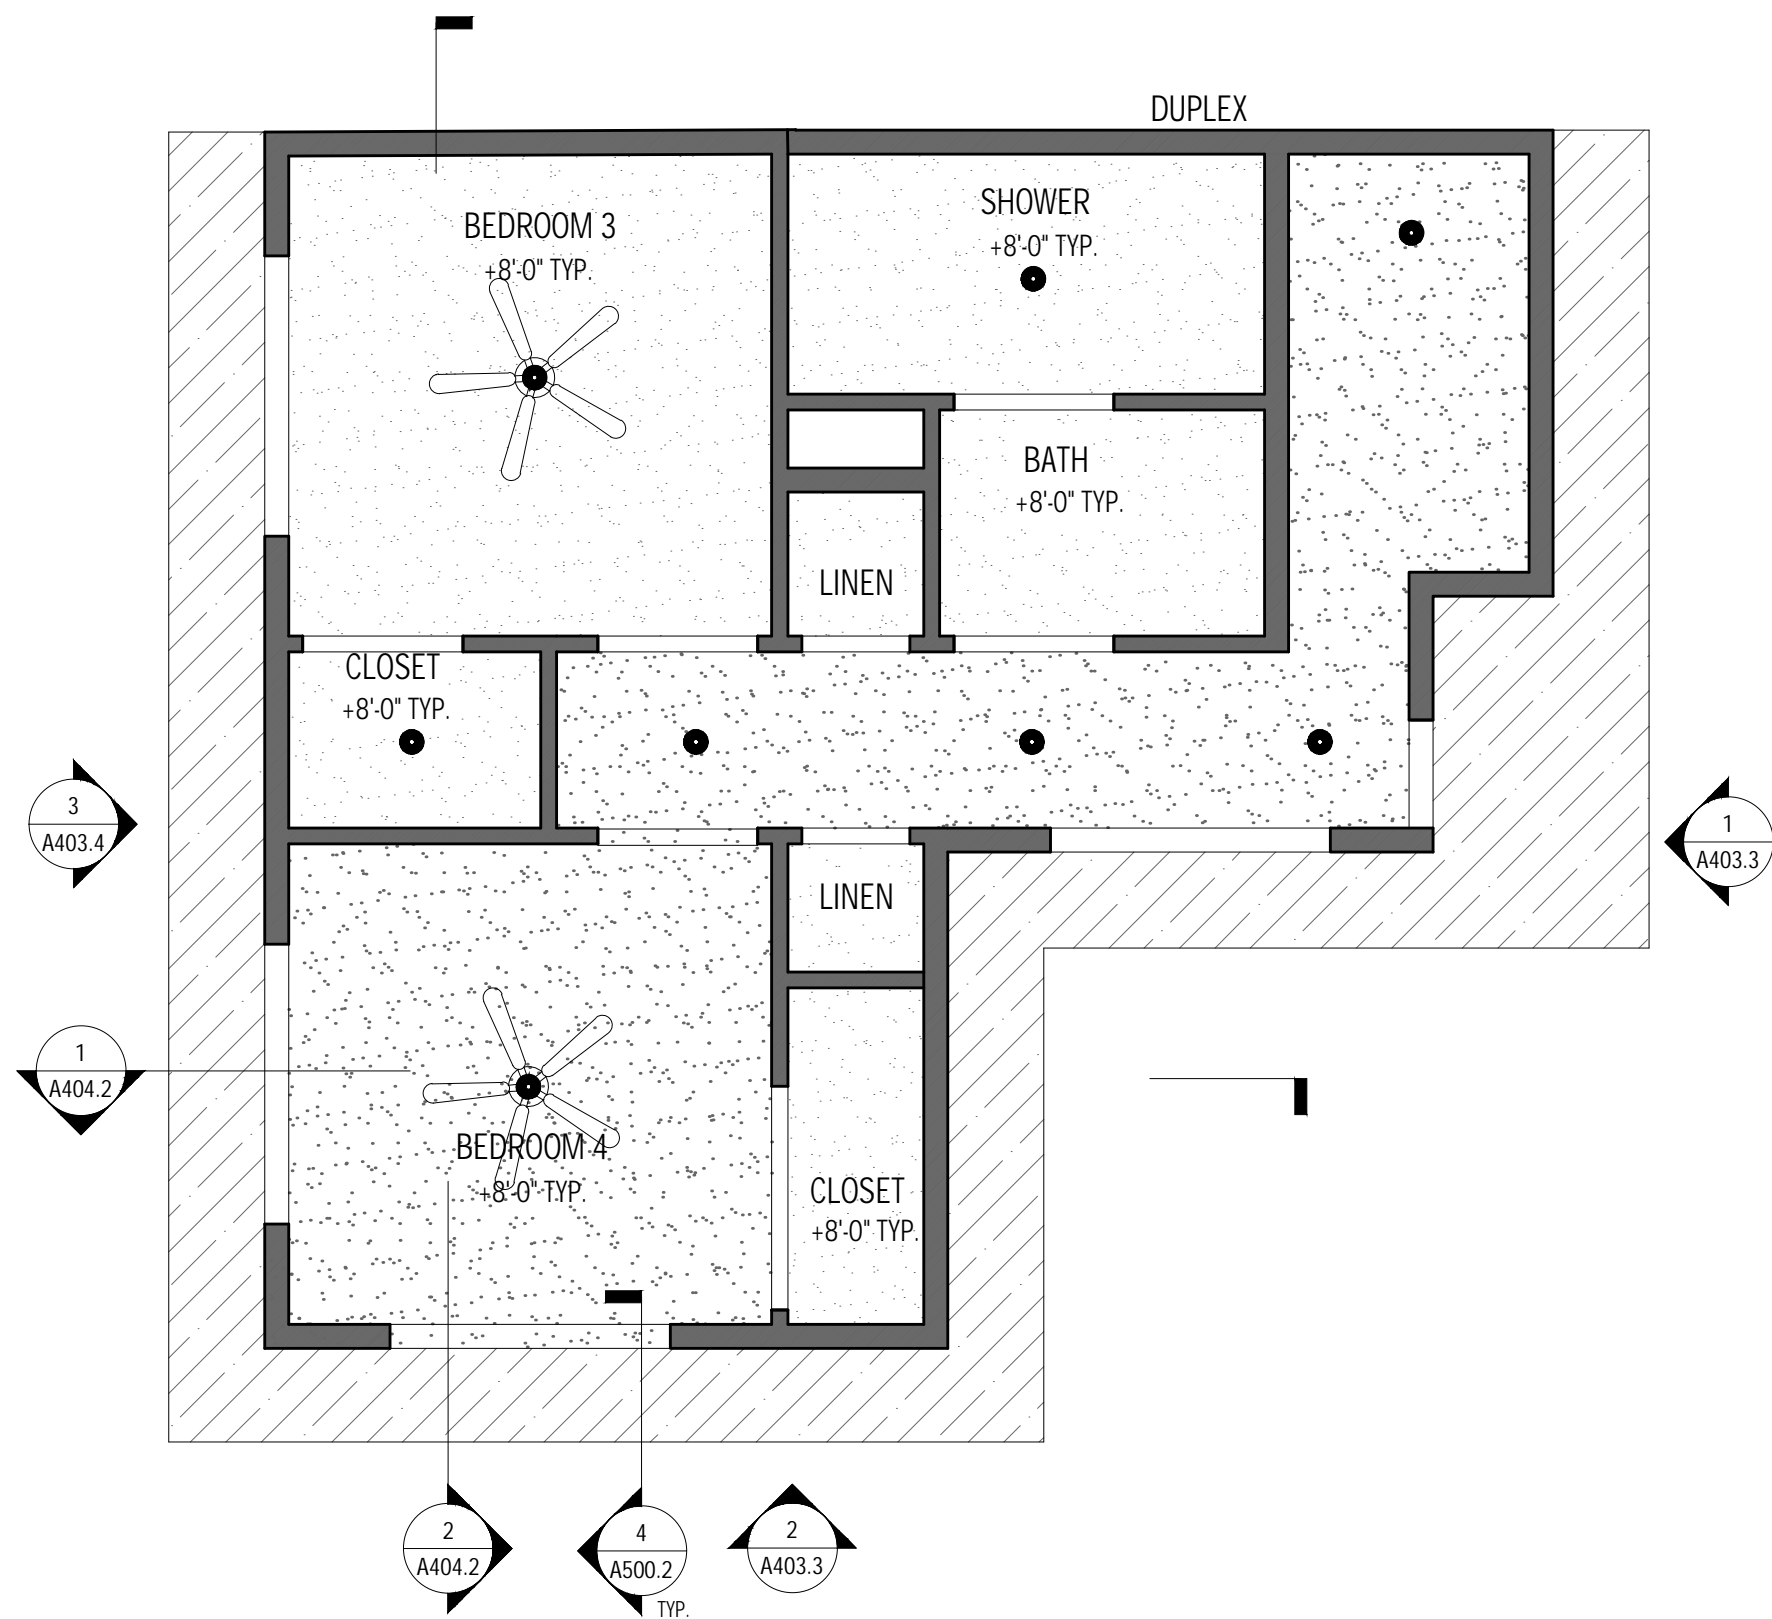 DUPLEX
BEDROOM 3
+8'-0" TYP.
SHOWER
+8'-0" TYP.
BATH
+8'-0" TYP.
LINEN
CLOSET
+8'-0" TYP.
3
A403.4
1
A403.3
LINEN
1
A404.2
BEDROOM 4
+8'-0" TYP.
CLOSET
+8'-0" TYP.
2
A404.2
4
A500.2
TYP.
2
A403.3